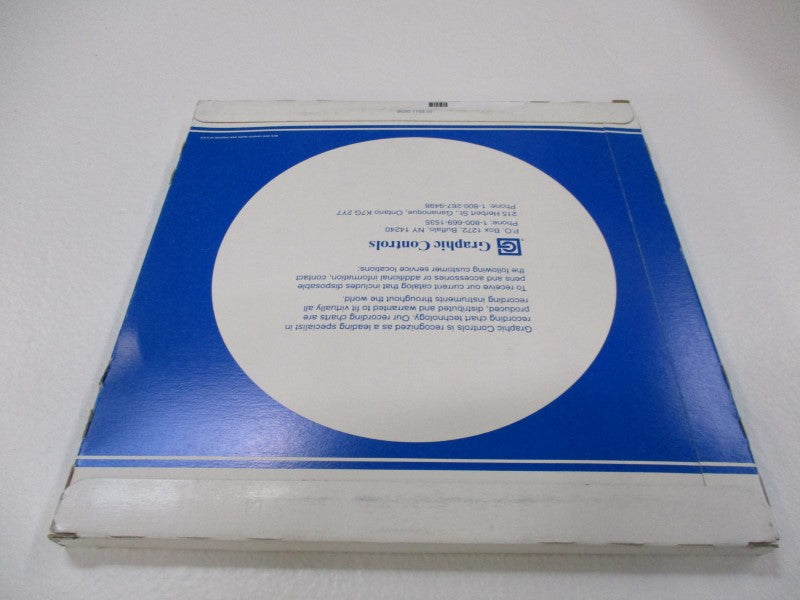 Graphic Controls is recognized as a leading specialist in
recording chart technology. Our recording charts are
produced, distributed and warranted to fit virtually all
recording instruments throughout the world.
To receive our current catalog that includes disposable
pens and accessories or additional information, contact
the following customer service locations:
Graphic Controls
P.O. Box 1272, Buffalo, NY 14240
Phone: 1-800-669-1535
215 Herbert St., Gananoque, Ontario K7G 2Y7
Phone: 1-800-267-9498